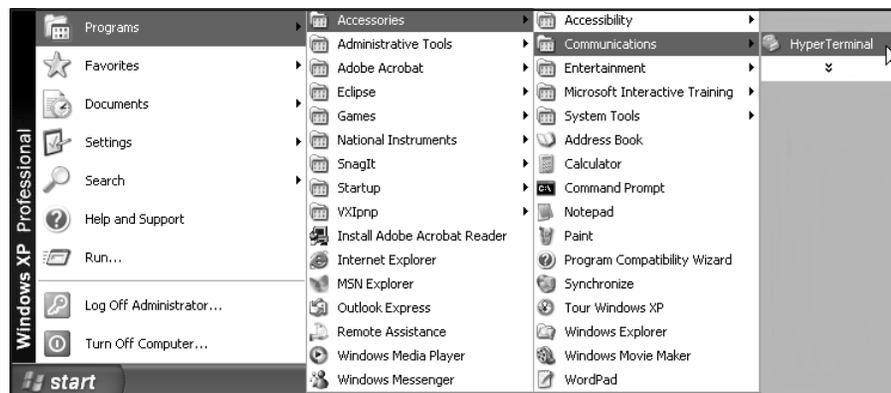 Windows XP Professional
Programs
Favorites
Documents
Settings
Search
Help and Support
Run...
Log Off Administrator...
Turn Off Computer...
start
Accessories
Administrative Tools
Adobe Acrobat
Eclipse
Games
National Instruments
SnagIt
Startup
VXIpnp
Install Adobe Acrobat Reader
Internet Explorer
MSN Explorer
Outlook Express
Remote Assistance
Windows Media Player
Windows Messenger
Accessibility
Communications
Entertainment
Microsoft Interactive Training
System Tools
Address Book
Calculator
Command Prompt
Notepad
Paint
Program Compatibility Wizard
Synchronize
Tour Windows XP
Windows Explorer
Windows Movie Maker
WordPad
HyperTerminal